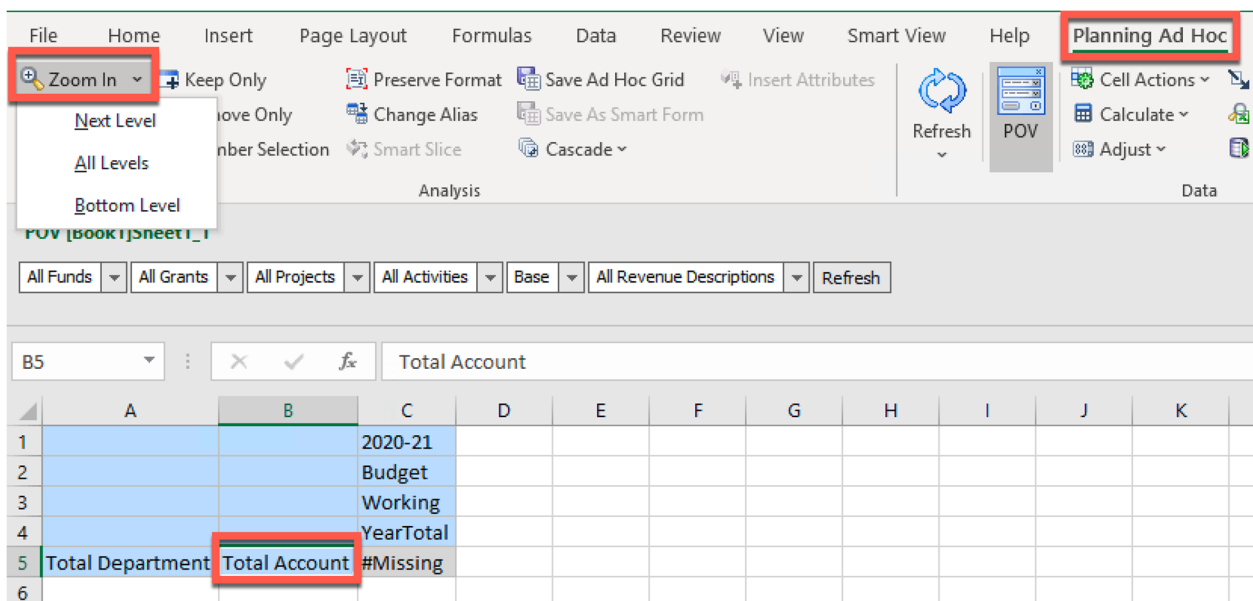 File Home Insert Page Layout Formulas Data Review View Smart View Help Planning Ad Hoc
Zoom In Keep Only Preserve Format Save Ad Hoc Grid Insert Attributes Cell Actions
Next Level Only Change Alias Save As Smart Form Refresh POV Calculate
All Levels Selection Smart Slice Cascade Adjust
Bottom Level Analysis Data
POV [Book1]Sheet1_1
All Funds All Grants All Projects All Activities Base All Revenue Descriptions Refresh
B5 fx Total Account
A B C D E F G H I J K
1 2020-21
2 Budget
3 Working
4 YearTotal
5 Total Department Total Account #Missing
6